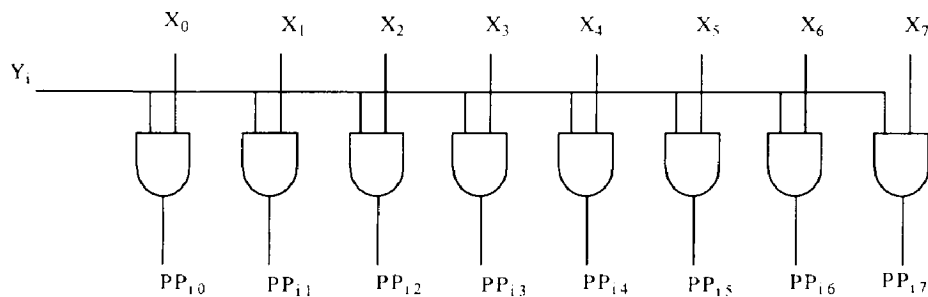 X₀ X₁ X₂ X₃ X₄ X₅ X₆ X₇
Yᵢ
PPᵢ₀ PPᵢ₁ PPᵢ₂ PPᵢ₃ PPᵢ₄ PPᵢ₅ PPᵢ₆ PPᵢ₇